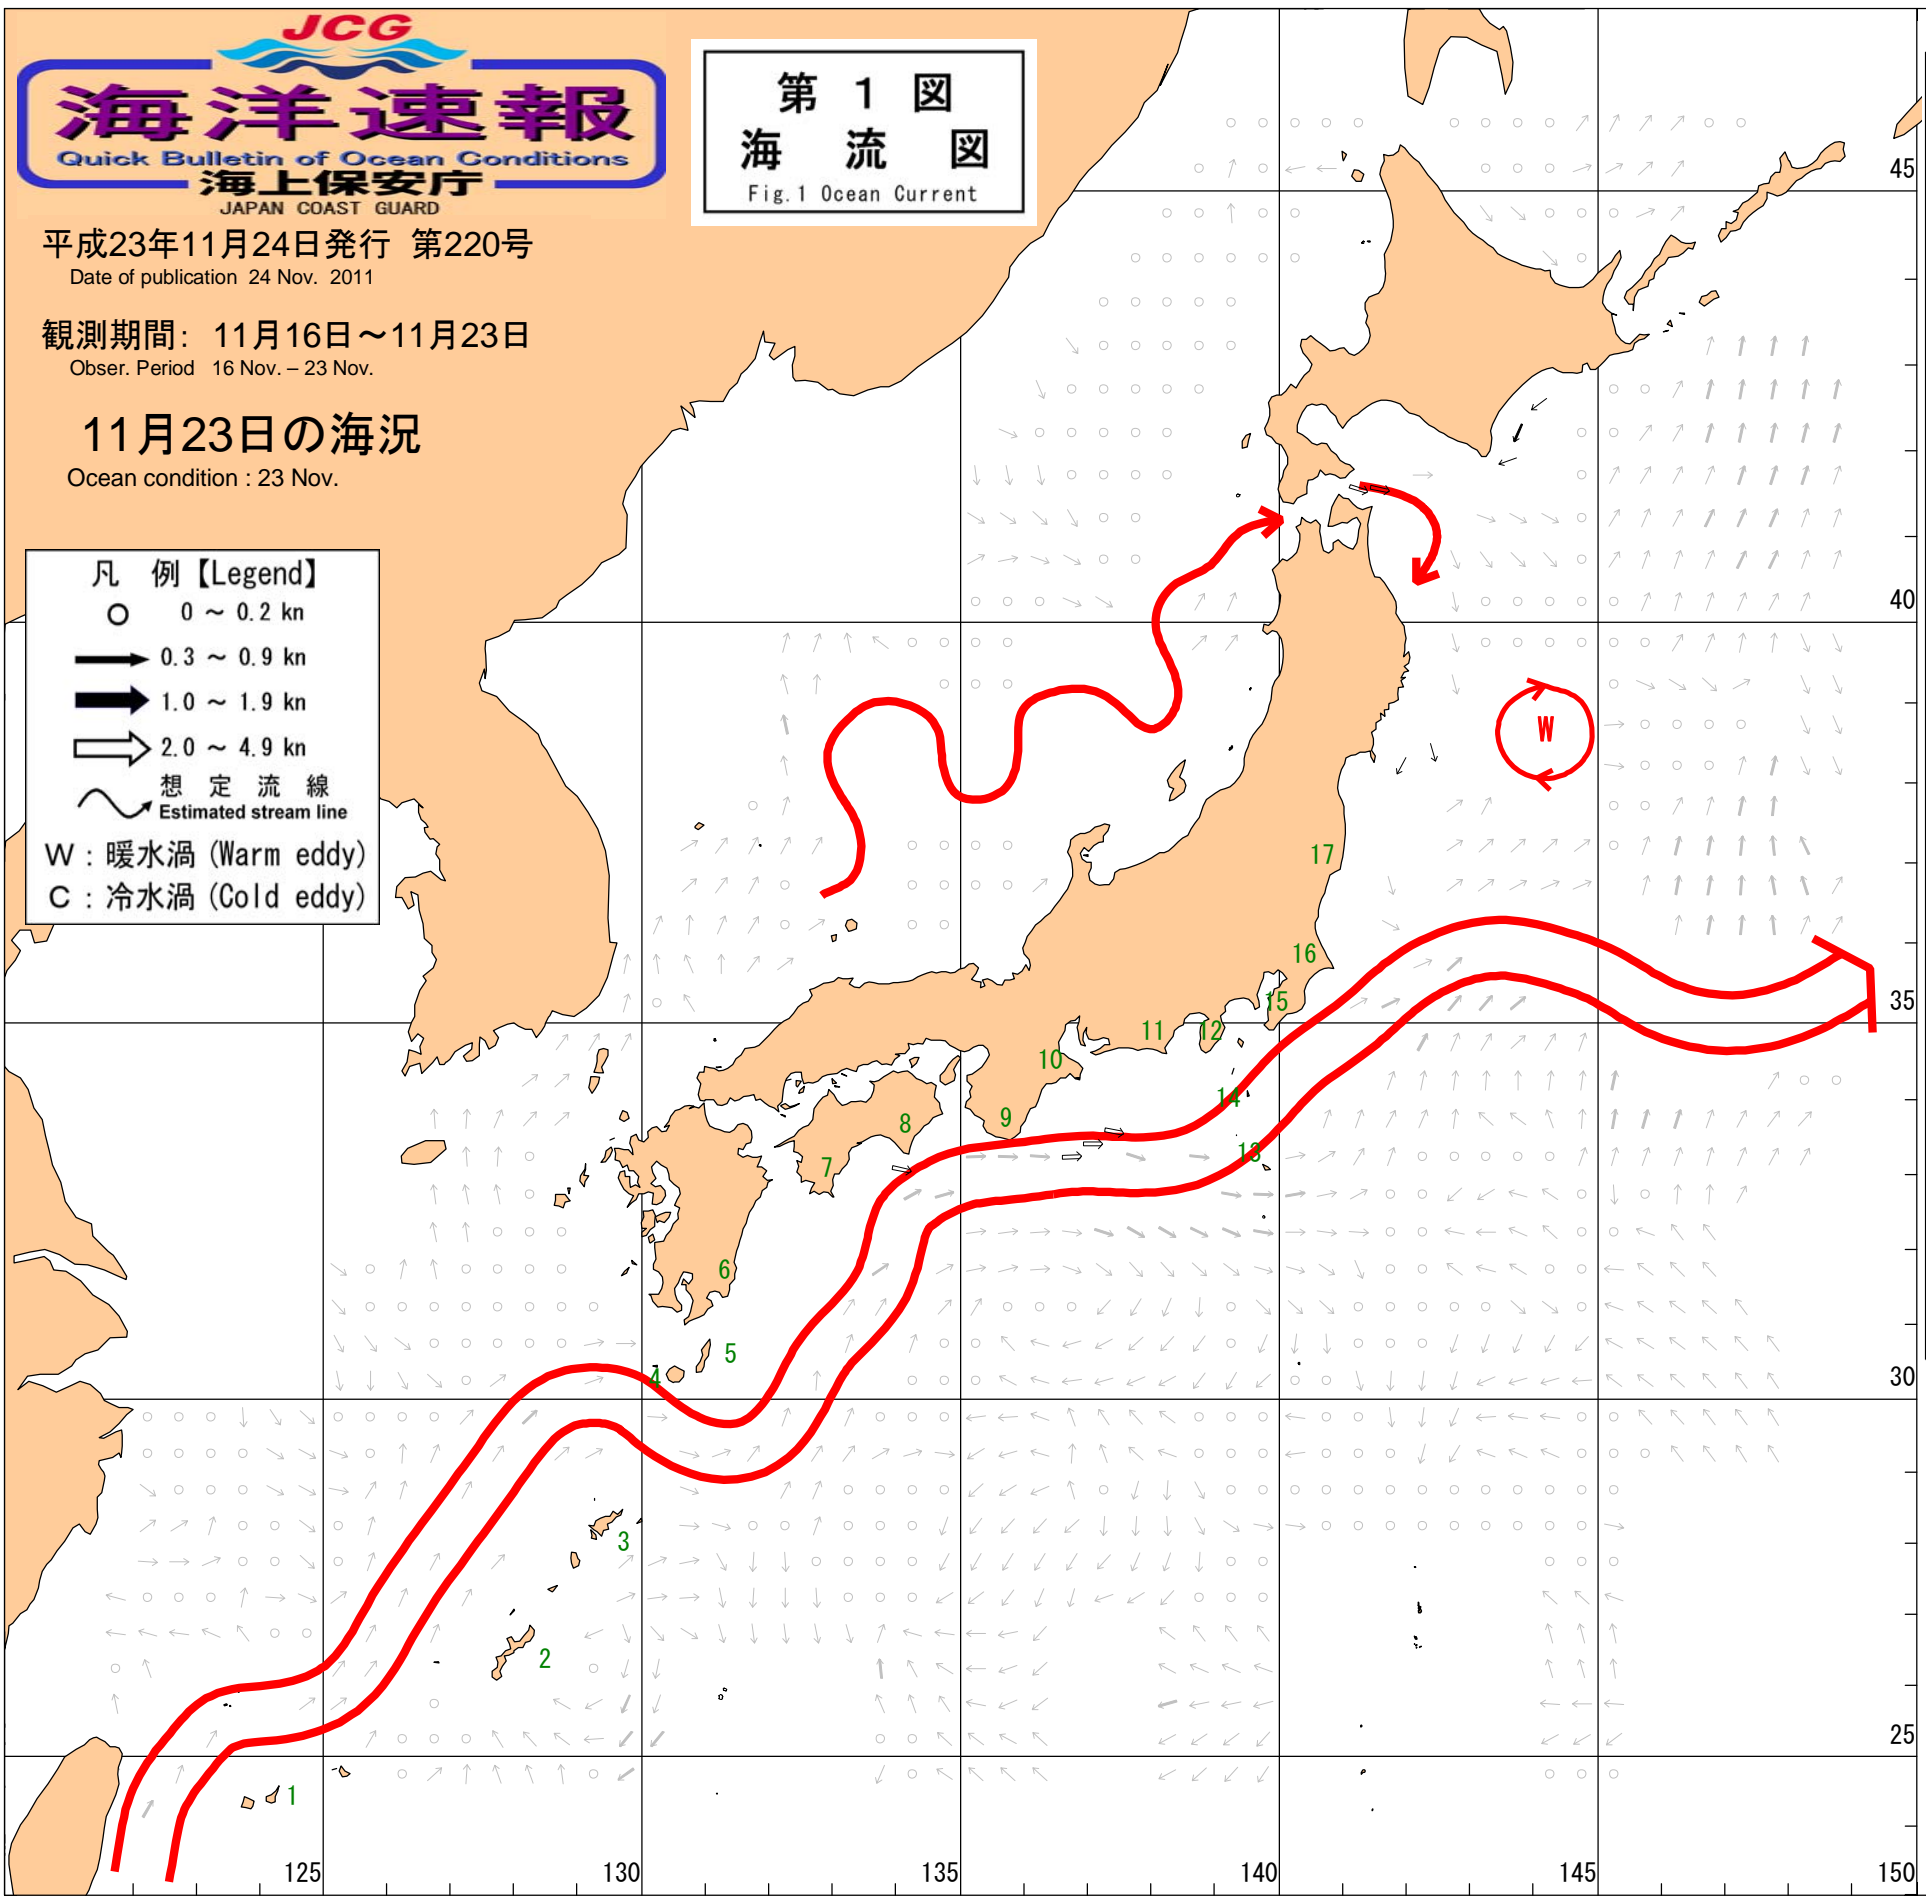 JCG
海洋速報
Quick Bulletin of Ocean Conditions
海上保安庁
JAPAN COAST GUARD
平成23年11月24日発行 第220号
Date of publication 24 Nov. 2011
観測期間: 11月16日～11月23日
Obser. Period 16 Nov. – 23 Nov.
11月23日の海況
Ocean condition : 23 Nov.
第 1 図
海 流 図
Fig.1 Ocean Current
凡 例【Legend】
0 ～ 0.2 kn
0.3 ～ 0.9 kn
1.0 ～ 1.9 kn
2.0 ～ 4.9 kn
想 定 流 線
Estimated stream line
W : 暖水渦 (Warm eddy)
C : 冷水渦 (Cold eddy)
45
40
W
17
16
35
15
11
12
10
14
9
8
13
7
6
5
4
30
3
2
25
1
125
130
135
140
145
150